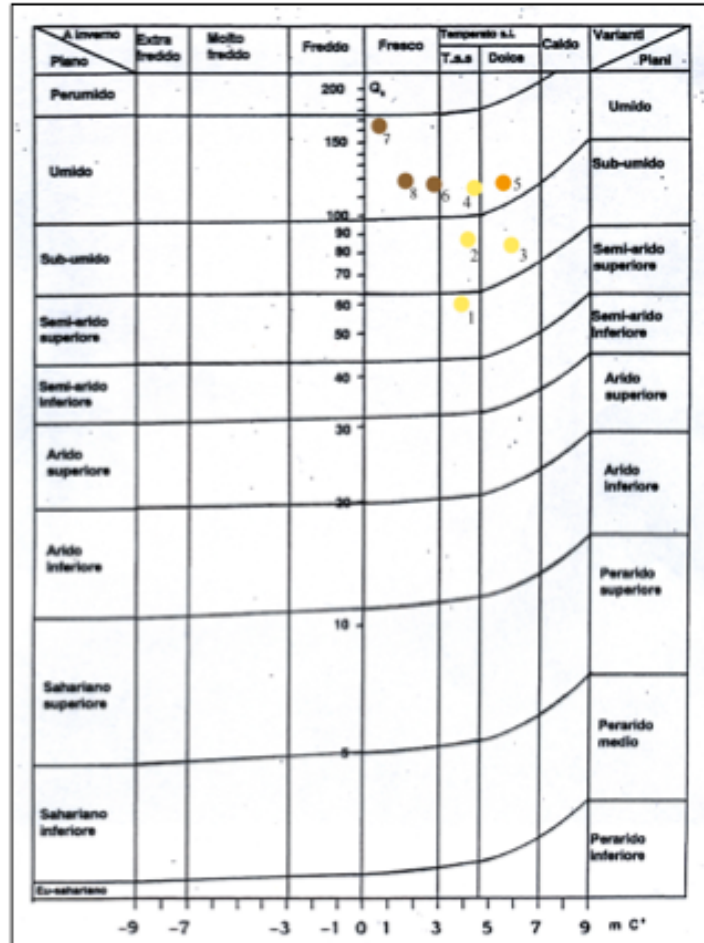 A inverno
Piano
Extra freddo
Molto freddo
Freddo
Fresco
Temperato s.l.
T.s.s
Dolce
Caldo
Varianti
Piani
Perumido
Umido
Sub-umido
Semi-arido superiore
Semi-arido inferiore
Arido superiore
Arido inferiore
Sahariano superiore
Sahariano inferiore
Eu-sahariano
200
150
100
90
80
70
60
50
40
30
20
10
5
7
8
6
4
5
2
3
1
Umido
Sub-umido
Semi-arido superiore
Semi-arido inferiore
Arido superiore
Arido inferiore
Perarido superiore
Perarido medio
Perarido inferiore
-9 -7 -3 -1 0 1 3 5 7 9 m C°